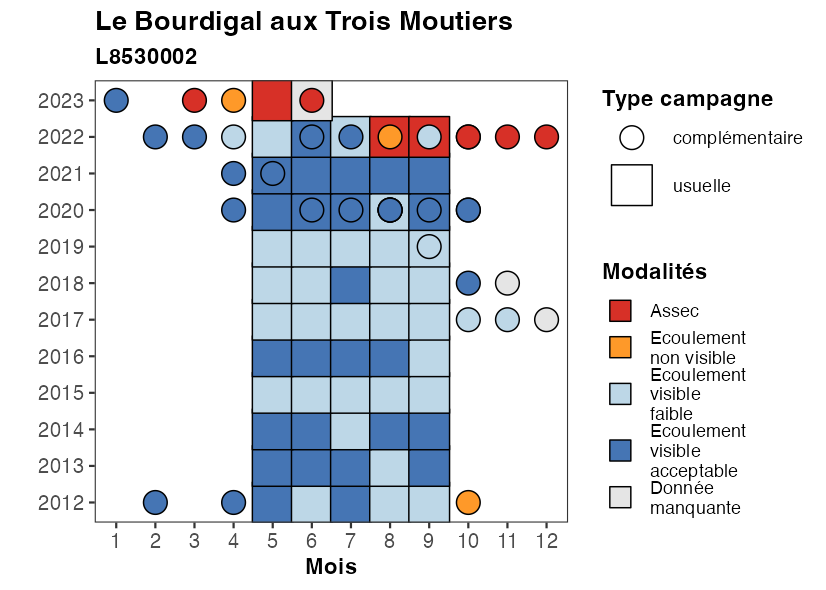 Le Bourdigal aux Trois Moutiers
L8530002
2023
2022
2021
2020
2019
2018
2017
2016
2015
2014
2013
2012
1 2 3 4 5 6 7 8 9 10 11 12
Mois
Type campagne
complémentaire
usuelle
Modalités
Assec
Ecoulement
non visible
Ecoulement
visible
faible
Ecoulement
visible
acceptable
Donnée
manquante